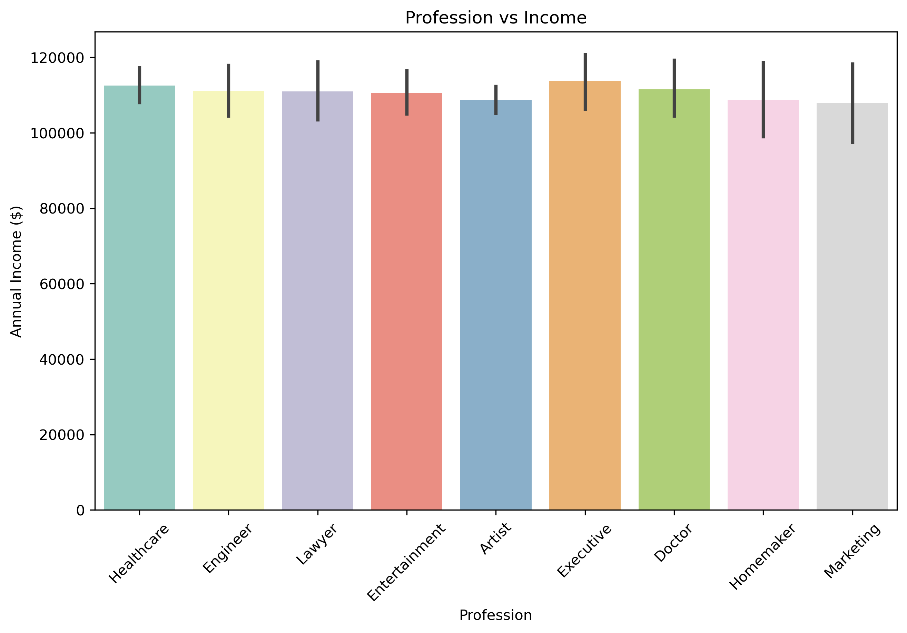 Profession vs Income
Annual Income ($)
120000
100000
80000
60000
40000
20000
0
Healthcare
Engineer
Lawyer
Entertainment
Artist
Executive
Doctor
Homemaker
Marketing
Profession